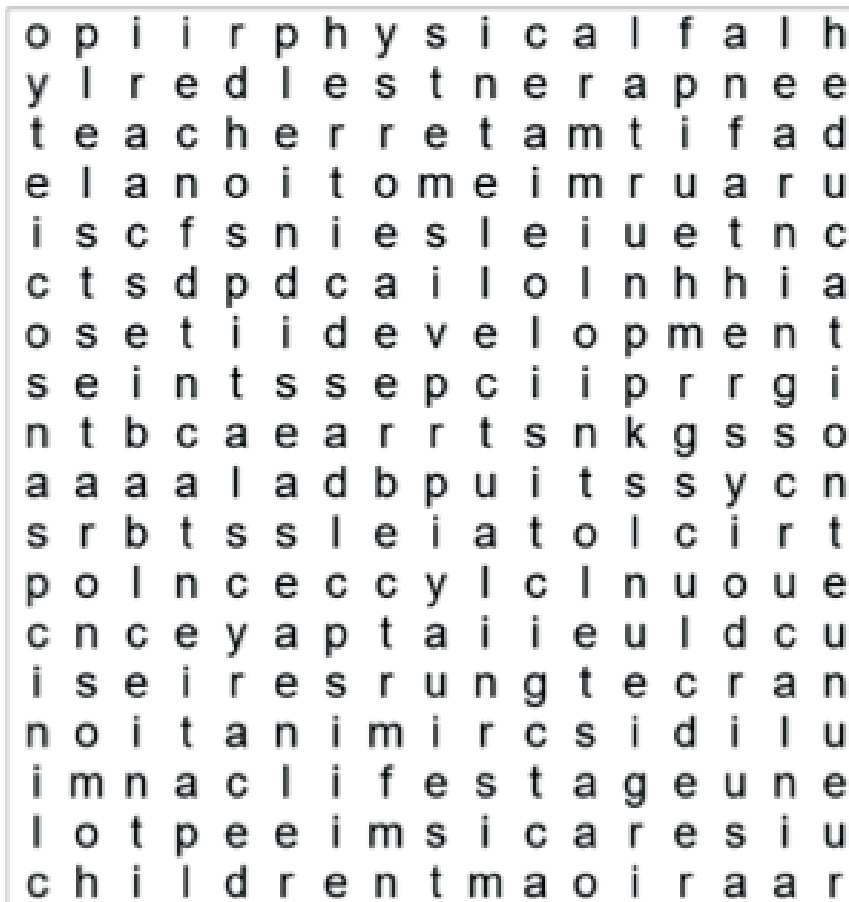 o p i i r p h y s i c a l f a l h
y l r e d l e s t n e r a p n e e
t e a c h e r r e t a m t i f a d
e l a n o i t o m e i m r u a r u
i s c f s n i e s l e i u e t n c
c t s d p d c a i l o l n h h i a
o s e t i i d e v e l o p m e n t
s e i n t s s e p c i i p r r g i
n t b c a e a r r t s n k g s s o
a a a a l a d b p u i t s s y c n
s r b t s s l e i a t o l c i r t
p o l n c e c c y l c l n u o u e
c n c e y a p t a i i e u l d c u
i s e i r e s r u n g t e c r a n
n o i t a n i m i r c s i d i l u
i m n a c l i f e s t a g e u n e
l o t p e e i m s i c a r e s i u
c h i l d r e n t m a o i r a a r